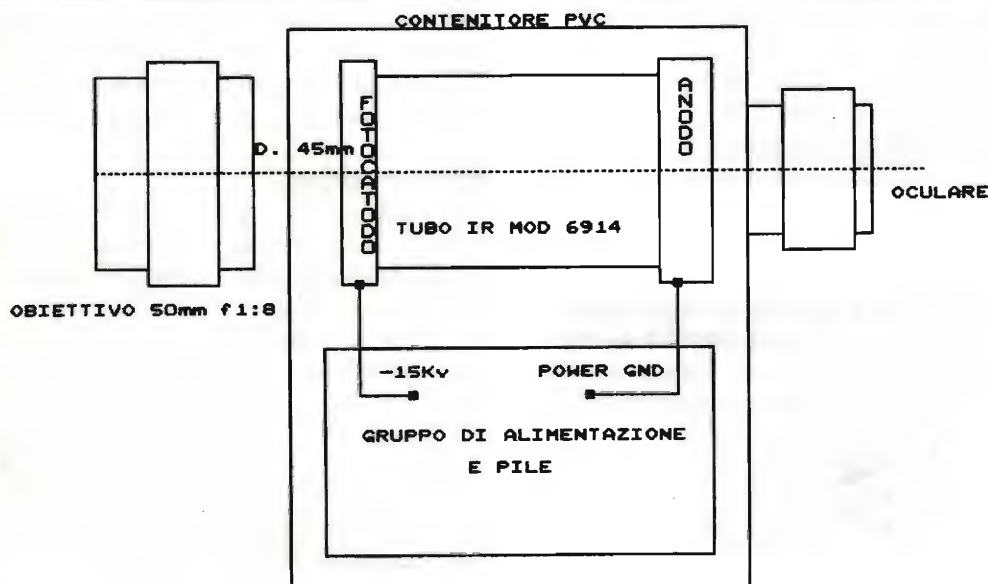 CONTENITORE PVC
FOTOCATODO
ANODO
D. 45mm
OCULARE
TUBO IR MOD 6914
OBIETTIVO 50mm f1:8
-15Kv
POWER GND
GRUPPO DI ALIMENTAZIONE
E PILE